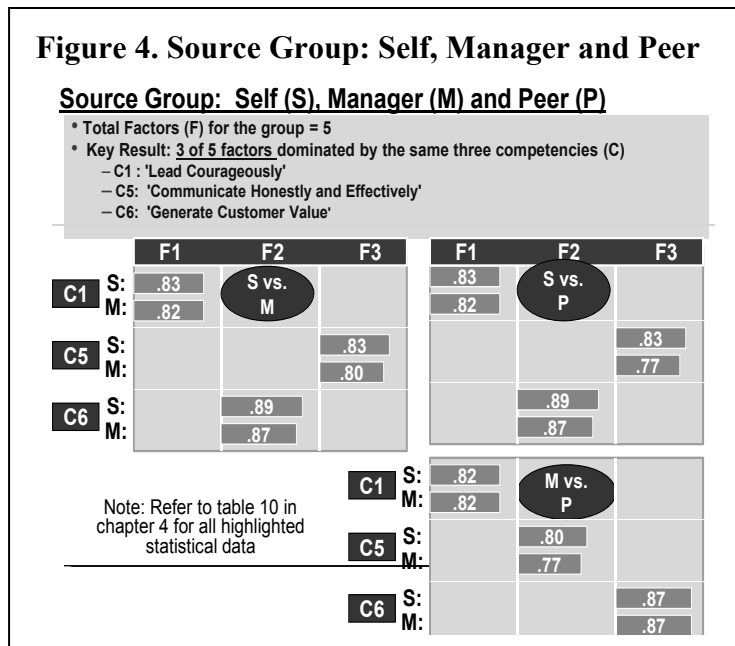 Figure 4. Source Group: Self, Manager and Peer
Source Group: Self (S), Manager (M) and Peer (P)
• Total Factors (F) for the group = 5
• Key Result: 3 of 5 factors dominated by the same three competencies (C)
– C1 : 'Lead Courageously'
– C5: 'Communicate Honestly and Effectively'
– C6: 'Generate Customer Value'
F1 F2 F3 F1 F2 F3
C1 S: .83 S vs. .83 S vs.
M: .82 M .82 P
C5 S: .83 .83
M: .80 .77
C6 S: .89 .89
M: .87 .87
C1 S: .82 M vs.
M: .82 P
Note: Refer to table 10 in
chapter 4 for all highlighted
statistical data
C5 S: .80
M: .77
C6 S: .87
M: .87